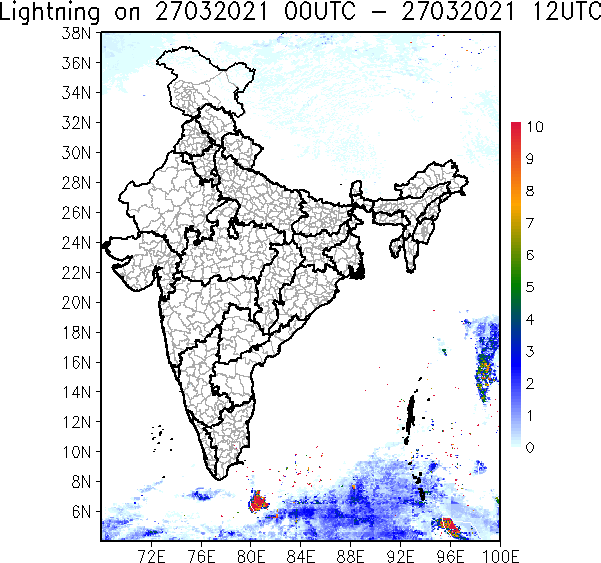 Lightning on 27032021 00UTC – 27032021 12UTC
38N
36N
34N
32N
30N
28N
26N
24N
22N
20N
18N
16N
14N
12N
10N
8N
6N
72E 76E 80E 84E 88E 92E 96E 100E
10
9
8
7
6
5
4
3
2
1
0